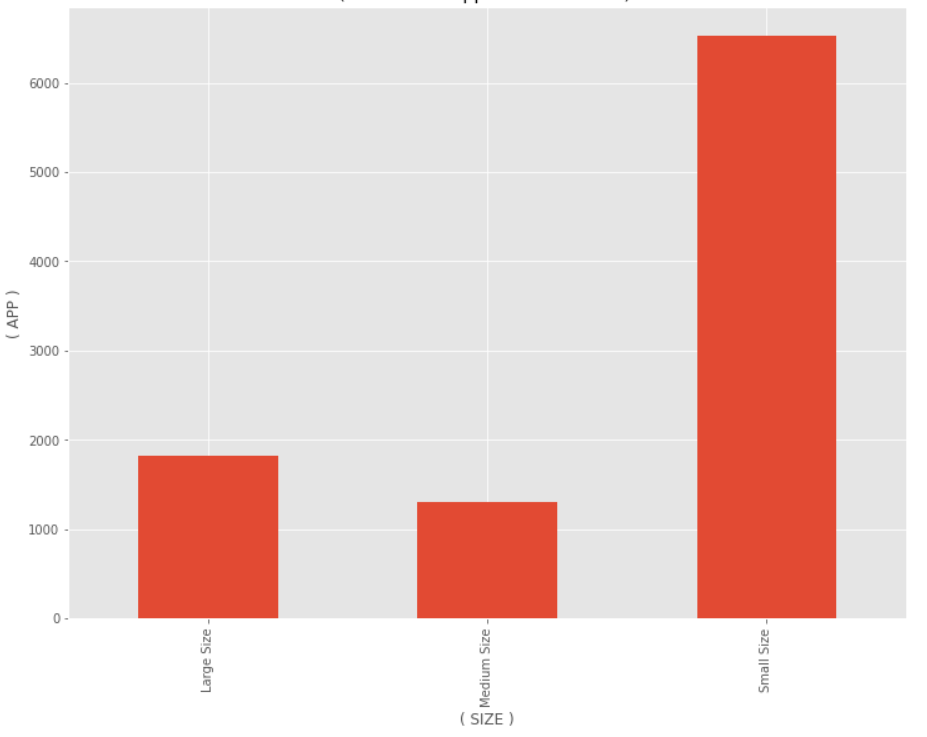 6000
5000
4000
3000
2000
1000
0
( APP )
Large Size
Medium Size
Small Size
( SIZE )